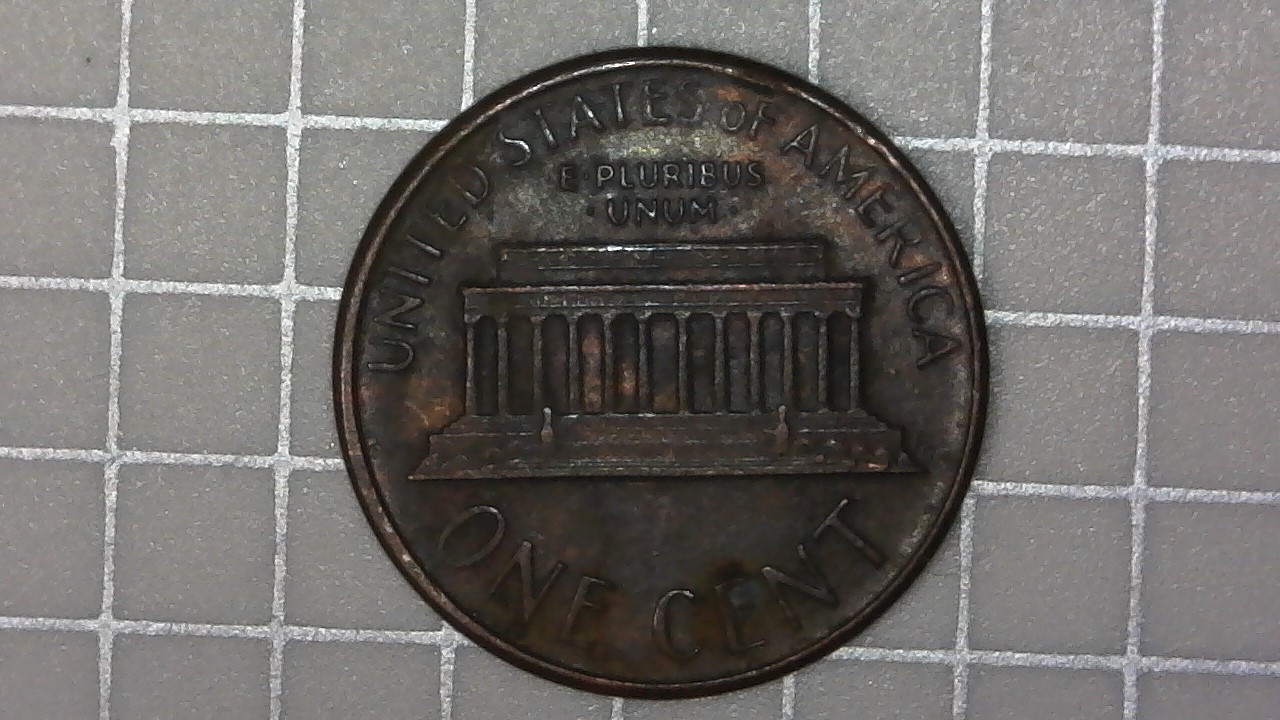 UNITED STATES OF AMERICA
E·PLURIBUS
·UNUM·
ONE CENT